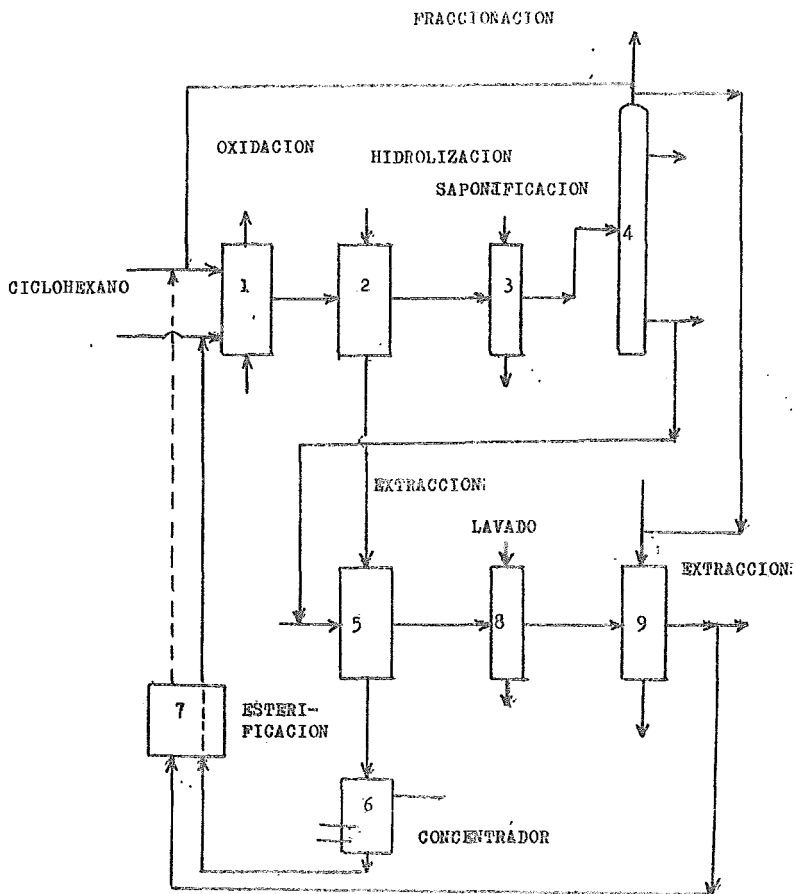 FRACCIONACION
OXIDACION
HIDROLIZACION
SAPONIFICACION
4
CICLOHEXANO
1
2
3
EXTRACCION
LAVADO
EXTRACCION
5
8
9
7
ESTERI-
FICACION
6
CONCENTRADOR